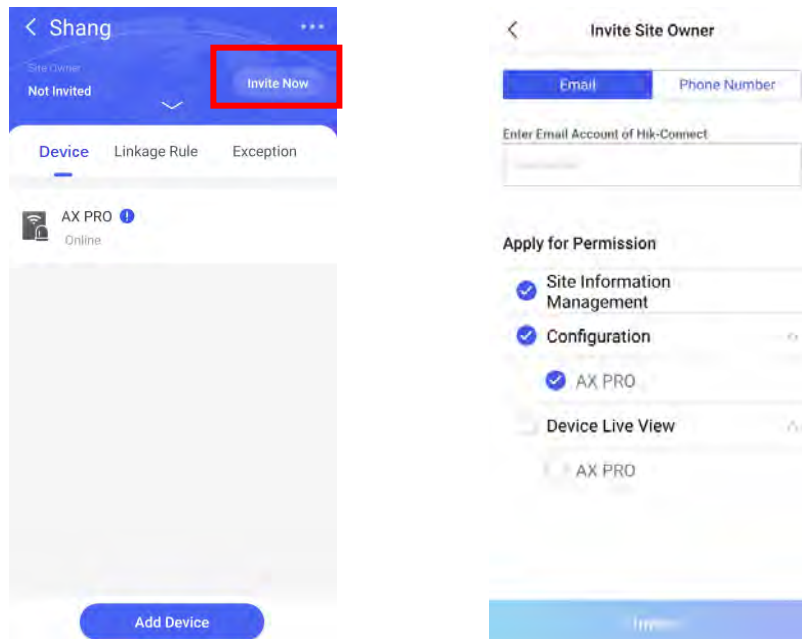 Shang
Site Owner
Not Invited
Invite Now
Device Linkage Rule Exception
AX PRO
Online
Add Device
Invite Site Owner
Email Phone Number
Enter Email Account of Hik-Connect
Apply for Permission
Site Information
Management
Configuration
AX PRO
Device Live View
AX PRO